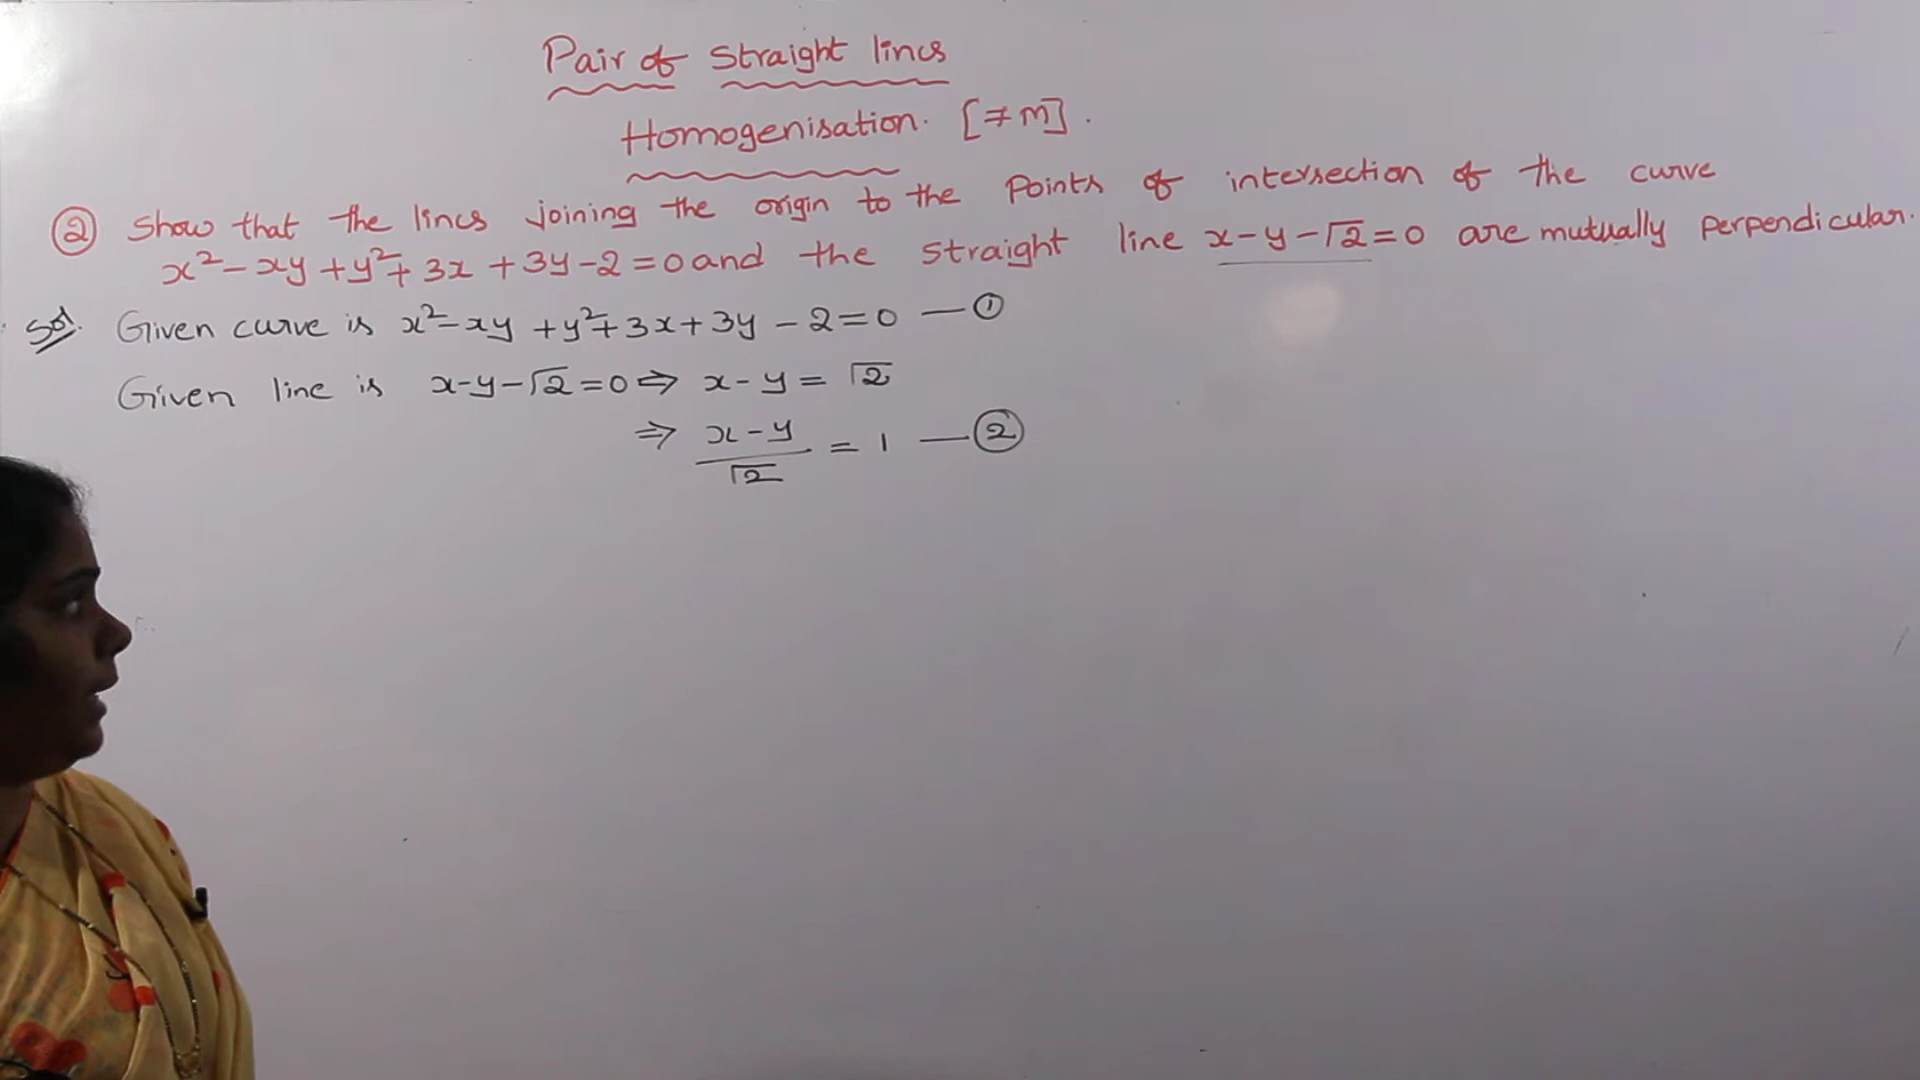 Pair of Straight lines
Homogenisation. [7M].
② Show that the lines joining the origin to the points of intersection of the curve
x²-xy+y²+3x+3y-2=0 and the straight line x-y-√2=0 are mutually perpendicular.
Sol. Given curve is x²-xy+y²+3x+3y-2=0 — ①
Given line is x-y-√2=0 ⇒ x-y=√2
⇒ x-y/√2 = 1 — ②